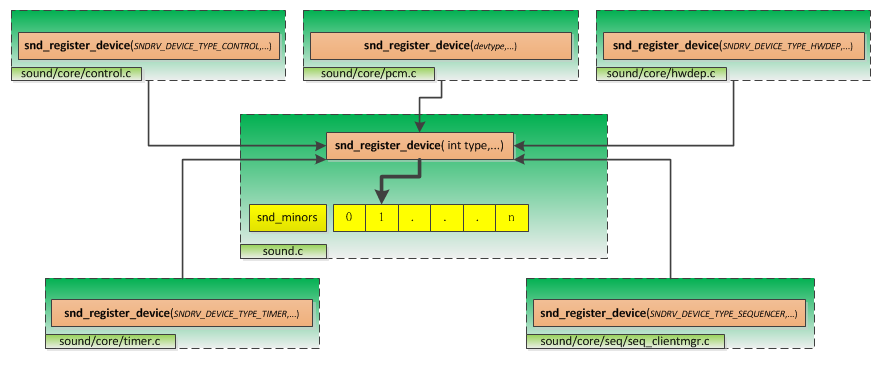 snd_register_device(SNDRV_DEVICE_TYPE_CONTROL,...)
sound/core/control.c
snd_register_device(devtype,...)
sound/core/pcm.c
snd_register_device(SNDRV_DEVICE_TYPE_HWDEP,...)
sound/core/hwdep.c
snd_register_device( int type,...)
snd_minors 0 1 . . . n
sound.c
snd_register_device(SNDRV_DEVICE_TYPE_TIMER,...)
sound/core/timer.c
snd_register_device(SNDRV_DEVICE_TYPE_SEQUENCER,...)
sound/core/seq/seq_clientmgr.c